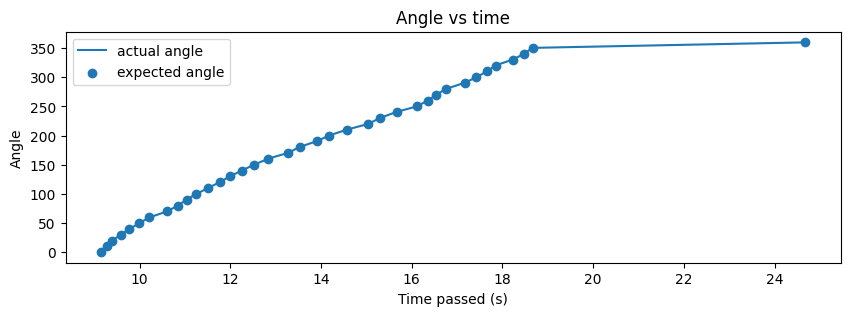 Angle vs time
actual angle
expected angle
Angle
350
300
250
200
150
100
50
0
10 12 14 16 18 20 22 24
Time passed (s)